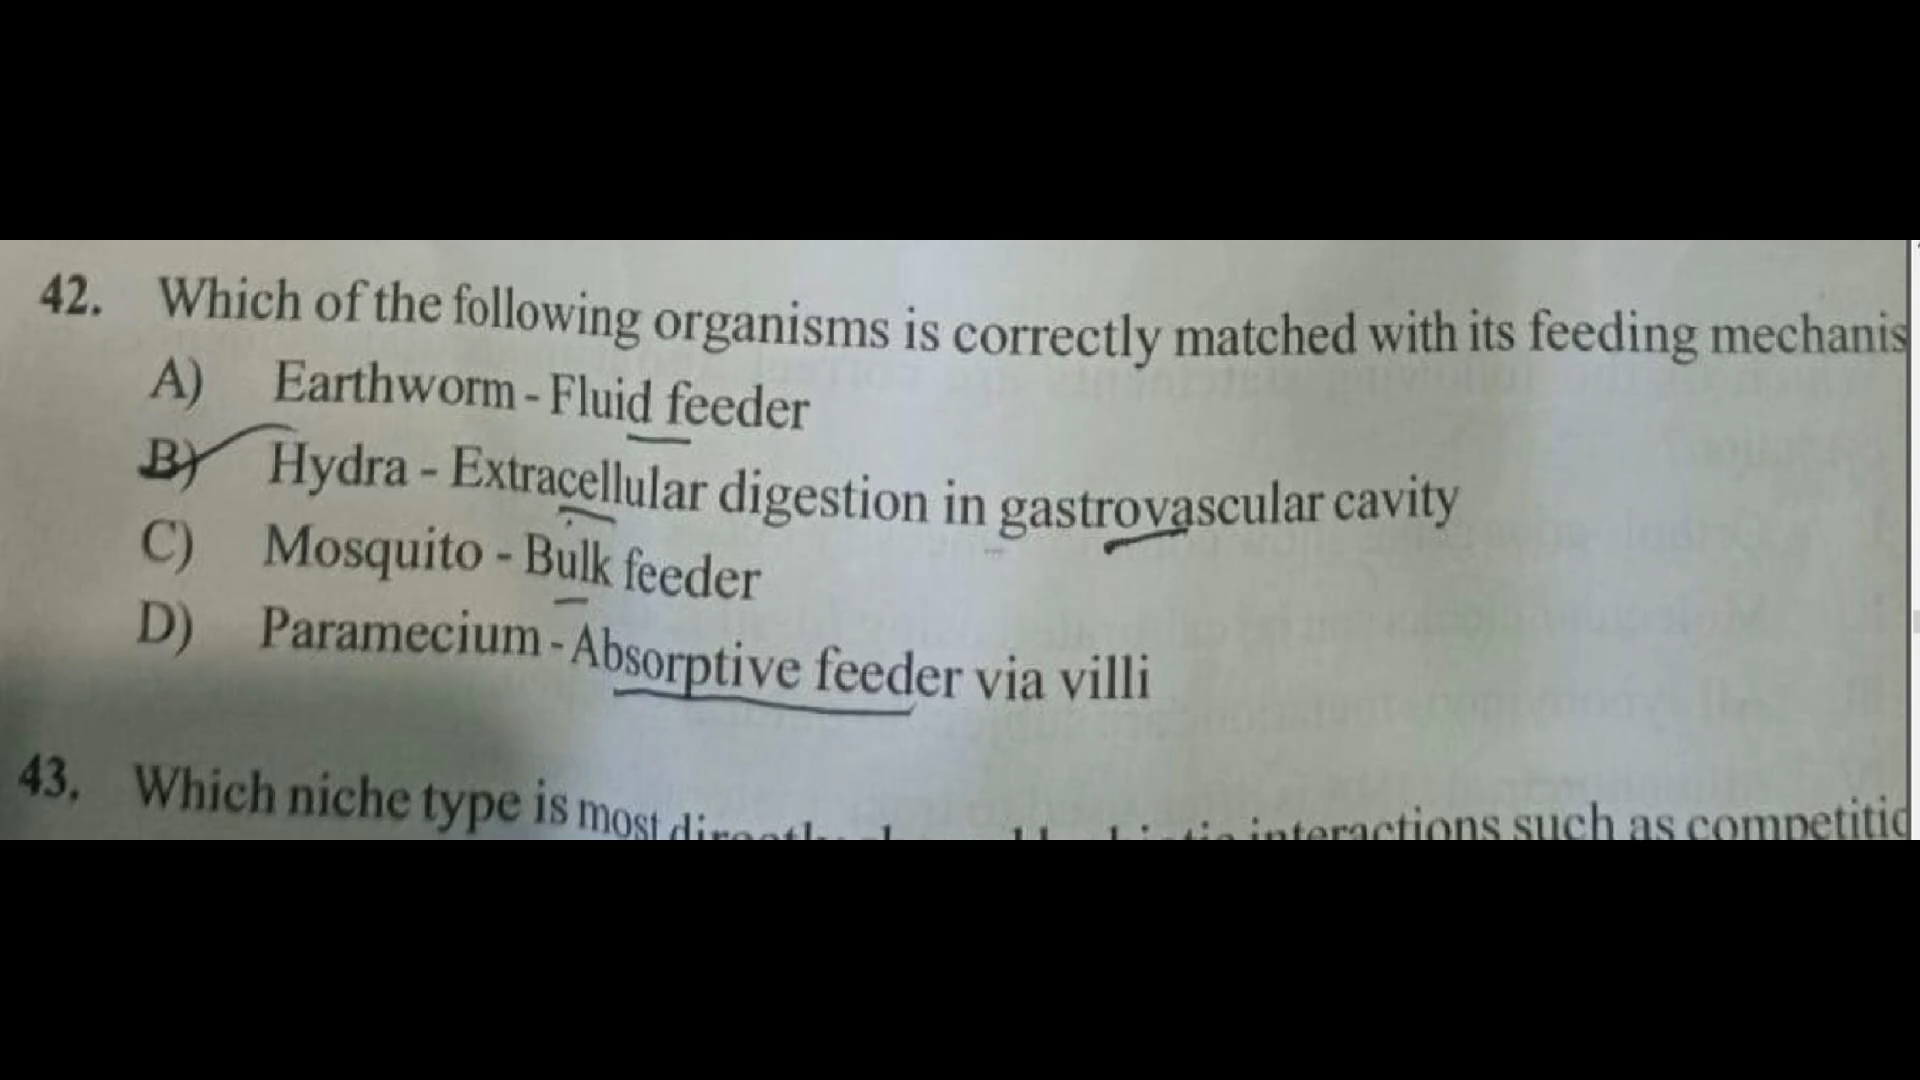 42. Which of the following organisms is correctly matched with its feeding mechanis
A) Earthworm - Fluid feeder
B) Hydra - Extracellular digestion in gastrovascular cavity
C) Mosquito - Bulk feeder
D) Paramecium - Absorptive feeder via villi
43. Which niche type is most interactions such as competitio